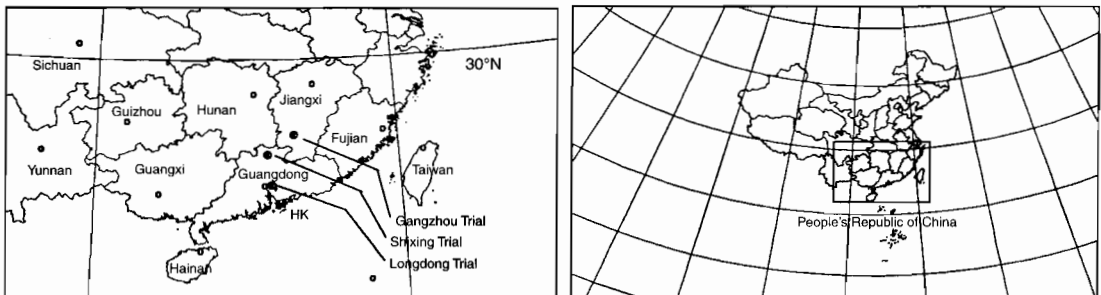 30°N
Sichuan
Guizhou
Hunan
Jiangxi
Fujian
Yunnan
Guangxi
Guangdong
Taiwan
HK
Gangzhou Trial
Shixing Trial
Longdong Trial
Hainan
People's Republic of China